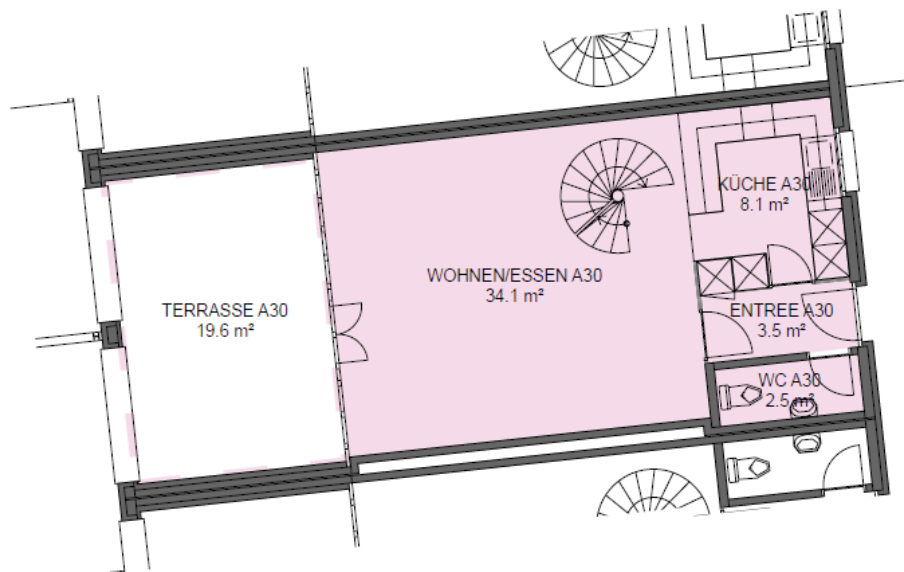 KÜCHE A30
8.1 m²
WOHNEN/ESSEN A30
34.1 m²
TERRASSE A30
19.6 m²
ENTREE A30
3.5 m²
WC A30
2.5 m²